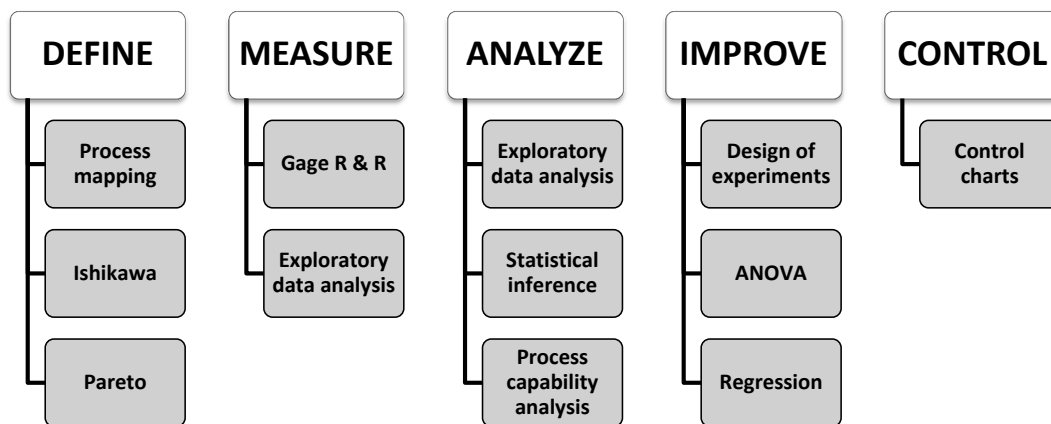 DEFINE
Process
mapping
Ishikawa
Pareto
MEASURE
Gage R & R
Exploratory
data analysis
ANALYZE
Exploratory
data analysis
Statistical
inference
Process
capability
analysis
IMPROVE
Design of
experiments
ANOVA
Regression
CONTROL
Control
charts